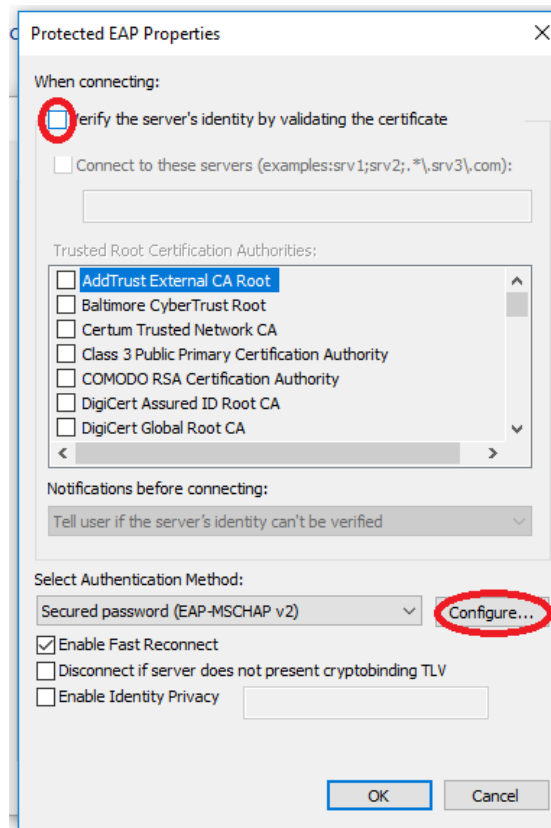 Protected EAP Properties
When connecting:
Verify the server's identity by validating the certificate
Connect to these servers (examples:srv1;srv2;.*\.srv3\.com):
Trusted Root Certification Authorities:
AddTrust External CA Root
Baltimore CyberTrust Root
Certum Trusted Network CA
Class 3 Public Primary Certification Authority
COMODO RSA Certification Authority
DigiCert Assured ID Root CA
DigiCert Global Root CA
Notifications before connecting:
Tell user if the server's identity can't be verified
Select Authentication Method:
Secured password (EAP-MSCHAP v2)
Configure...
Enable Fast Reconnect
Disconnect if server does not present cryptobinding TLV
Enable Identity Privacy
OK Cancel